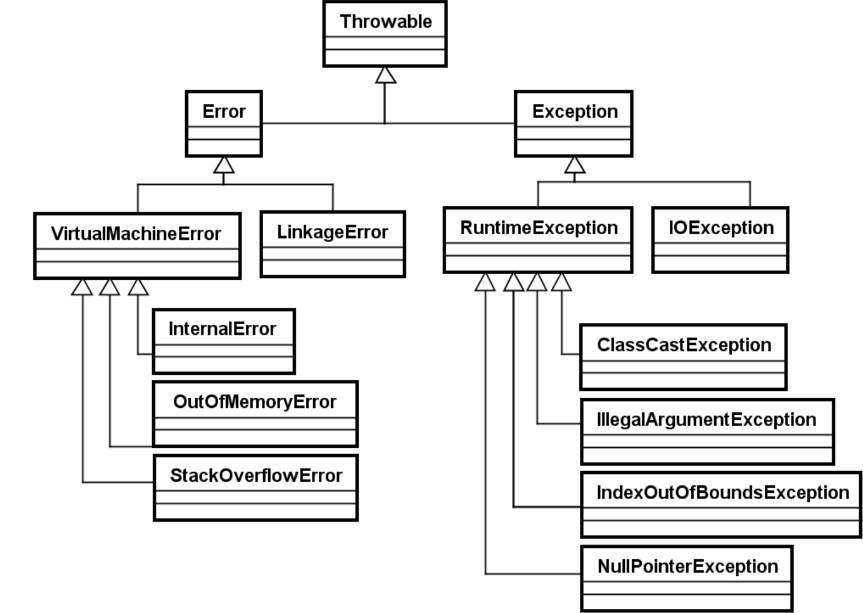 Throwable
Error
Exception
VirtualMachineError
LinkageError
RuntimeException
IOException
InternalError
OutOfMemoryError
StackOverflowError
ClassCastException
IllegalArgumentException
IndexOutOfBoundsException
NullPointerException